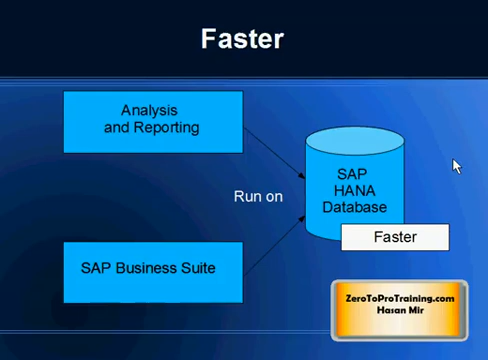 Faster
Analysis
and Reporting
SAP
HANA
Database
Run on
Faster
SAP Business Suite
ZeroToProTraining.com
Hasan Mir